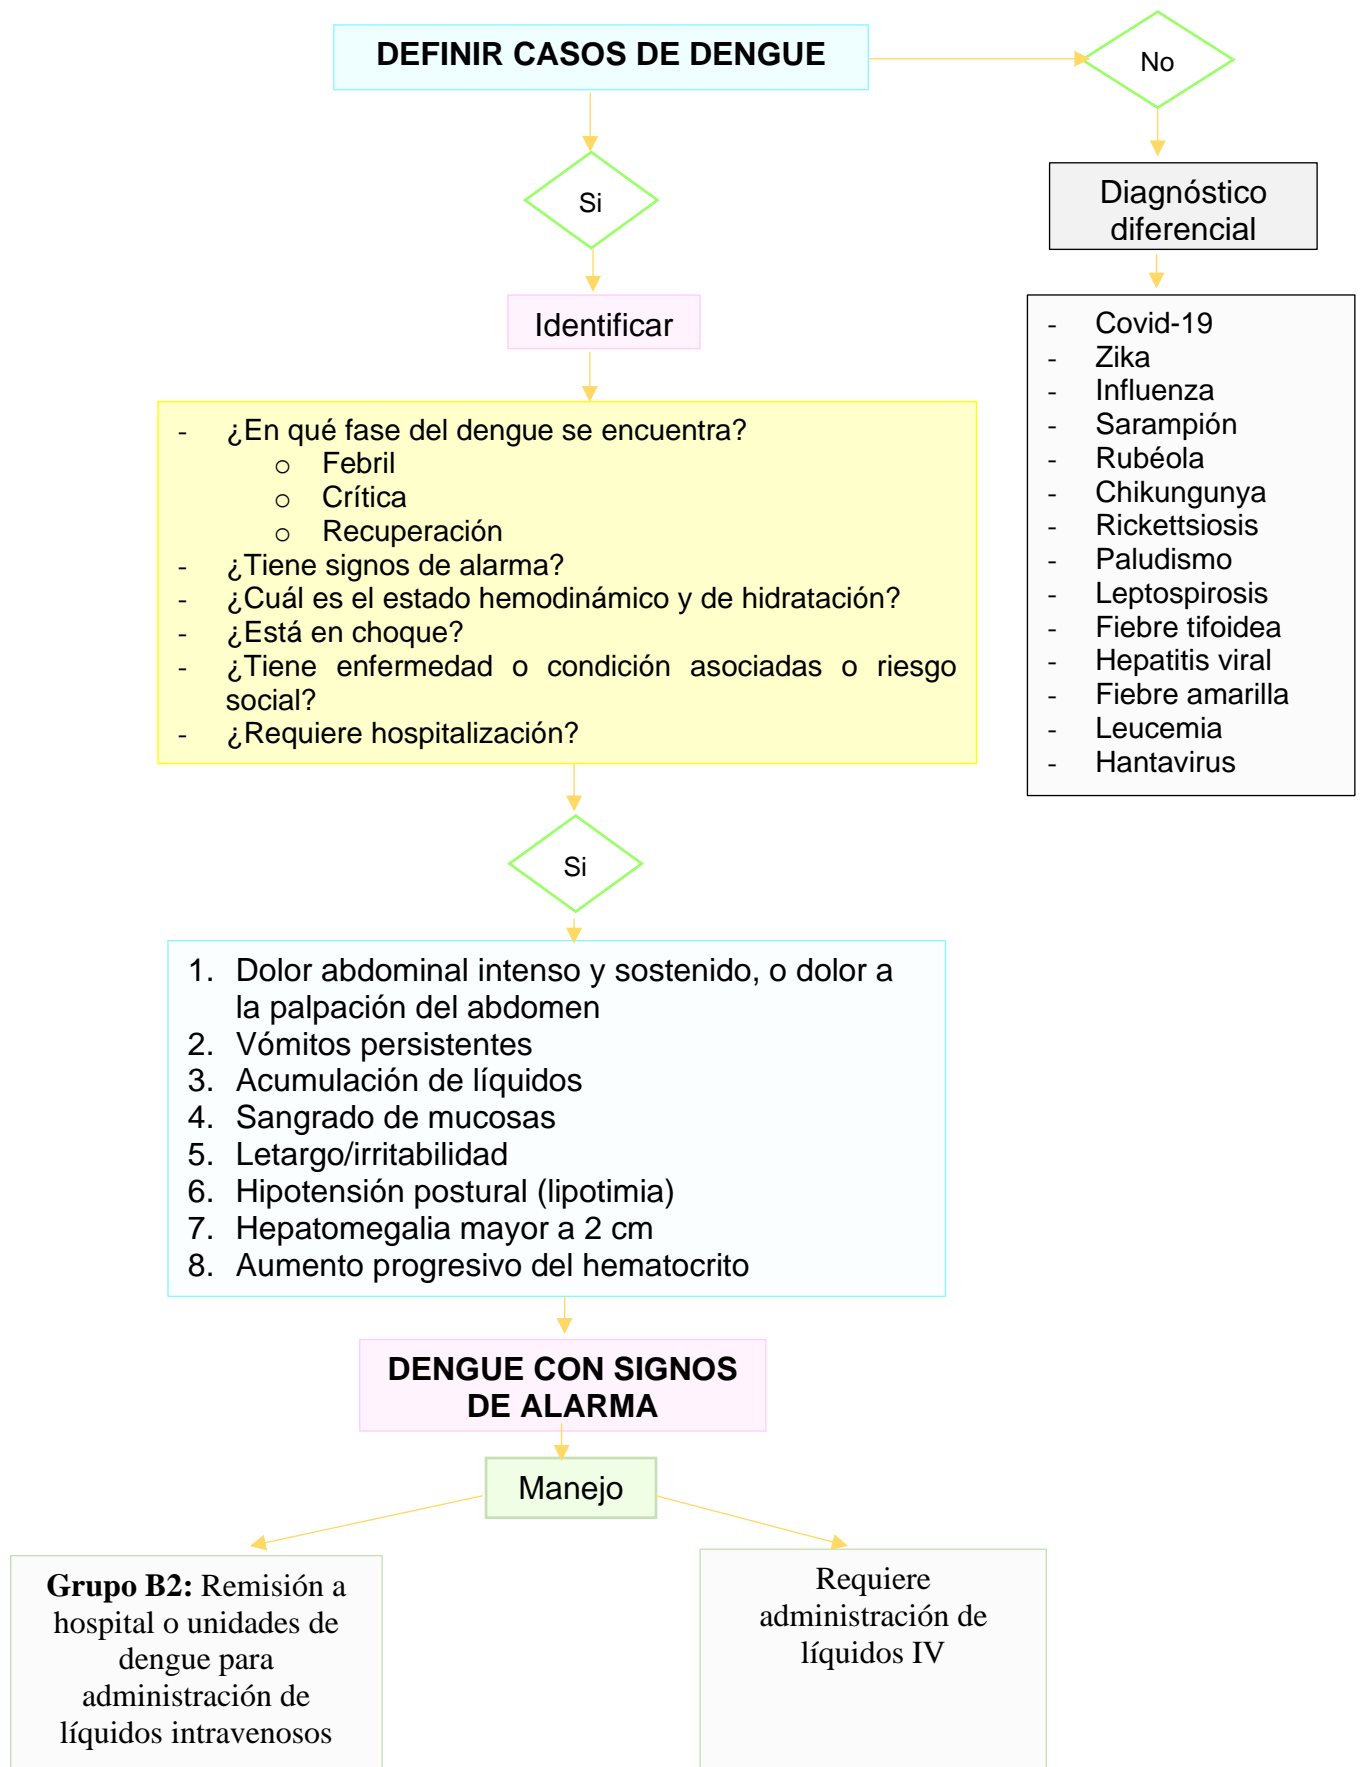 DEFINIR CASOS DE DENGUE
No
Si
Diagnóstico
diferencial
Identificar
- Covid-19
- Zika
- Influenza
- Sarampión
- Rubéola
- Chikungunya
- Rickettsiosis
- Paludismo
- Leptospirosis
- Fiebre tifoidea
- Hepatitis viral
- Fiebre amarilla
- Leucemia
- Hantavirus
- ¿En qué fase del dengue se encuentra?
o Febril
o Crítica
o Recuperación
- ¿Tiene signos de alarma?
- ¿Cuál es el estado hemodinámico y de hidratación?
- ¿Está en choque?
- ¿Tiene enfermedad o condición asociadas o riesgo
social?
- ¿Requiere hospitalización?
Si
1. Dolor abdominal intenso y sostenido, o dolor a
la palpación del abdomen
2. Vómitos persistentes
3. Acumulación de líquidos
4. Sangrado de mucosas
5. Letargo/irritabilidad
6. Hipotensión postural (lipotimia)
7. Hepatomegalia mayor a 2 cm
8. Aumento progresivo del hematocrito
DENGUE CON SIGNOS
DE ALARMA
Manejo
Grupo B2: Remisión a
hospital o unidades de
dengue para
administración de
líquidos intravenosos
Requiere
administración de
líquidos IV